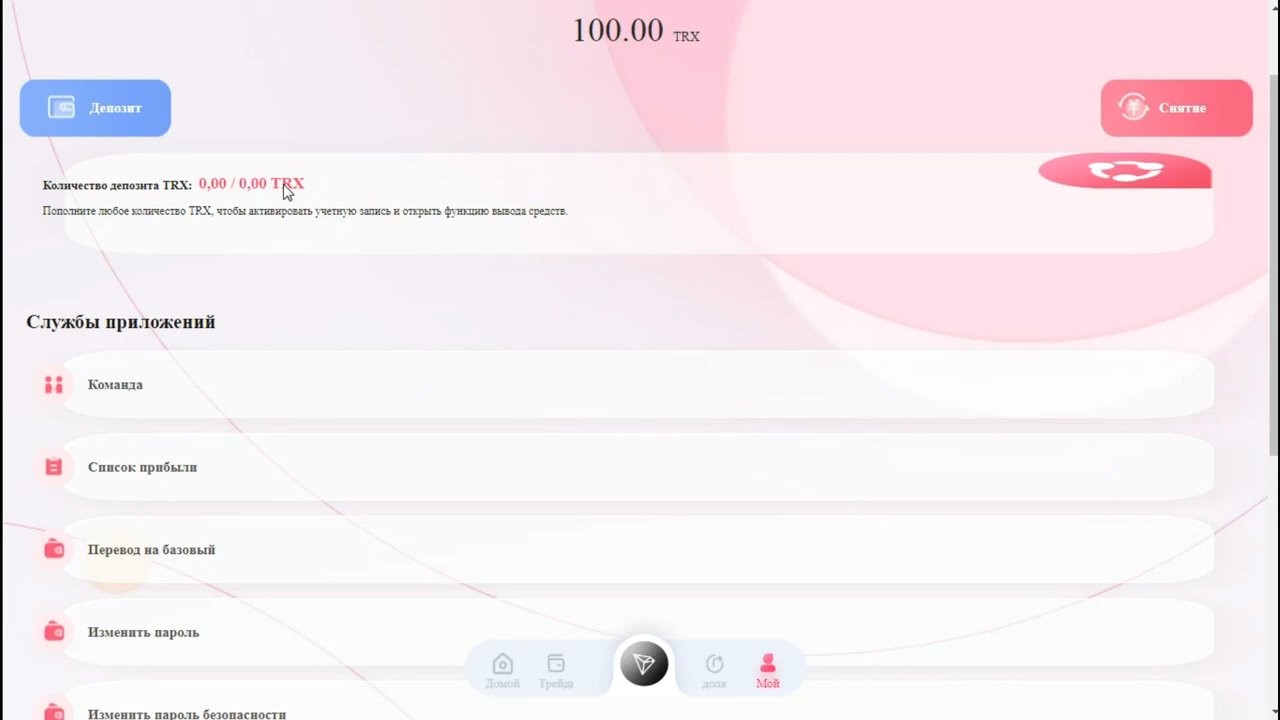 100.00 TRX
Депозит
Снятие
Количество депозита TRX: 0,00 / 0,00 TRX
Пополните любое количество TRX, чтобы активировать учетную запись и открыть функцию вывода средств.
Службы приложений
Команда
Список прибыли
Перевод на базовый
Изменить пароль
Изменить пароль безопасности
Домой
Трейдı
доля
Мой